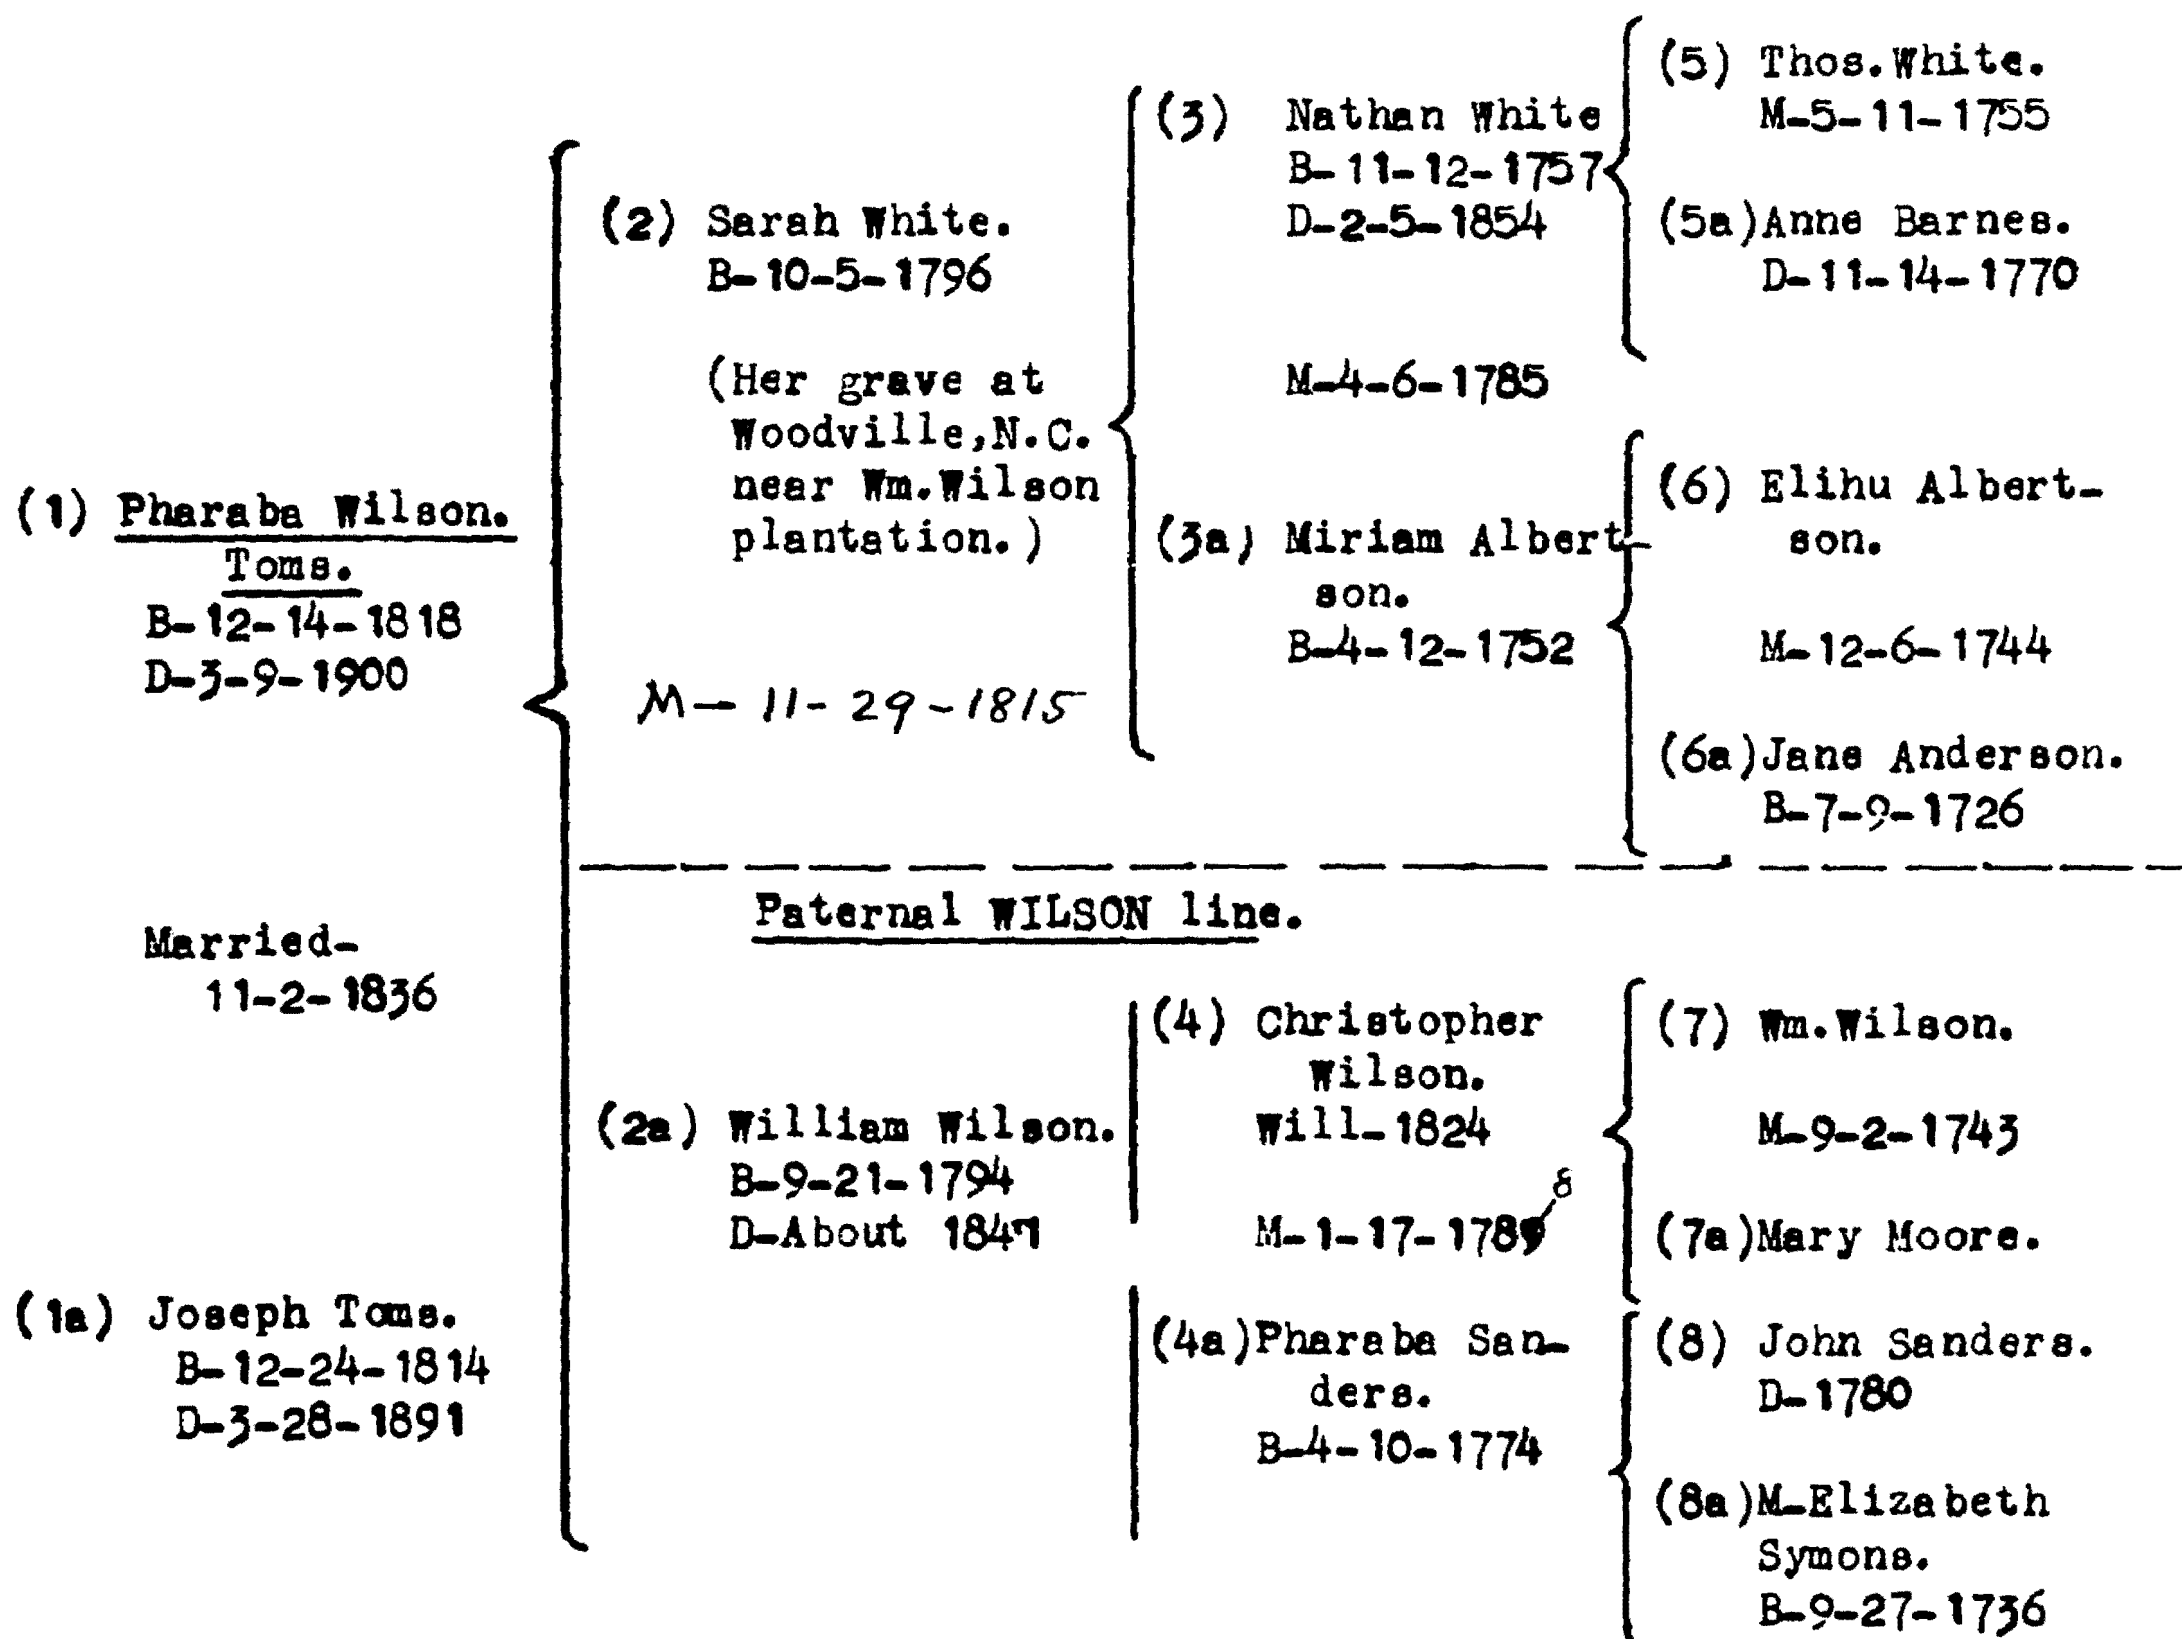 (1) Pharaba Wilson.
Toms.
B-12-14-1818
D-3-9-1900
Married-
11-2-1836
(1a) Joseph Toms.
B-12-24-1814
D-3-28-1891
(2) Sarah White.
B-10-5-1796
(Her grave at
Woodville,N.C.
near Wm.Wilson
plantation.)
M- 11- 29-1815
(3) Nathan White
B-11-12-1757
D-2-5-1854
M-4-6-1785
(3a) Miriam Albert-
son.
B-4-12-1752
(5) Thos.White.
M-5-11-1755
(5a)Anne Barnes.
D-11-14-1770
(6) Elihu Albert-
son.
M-12-6-1744
(6a)Jane Anderson.
B-7-9-1726
Paternal WILSON line.
(2a) William Wilson.
B-9-21-1794
D-About 1847
(4) Christopher
Wilson.
Will-1824
8
M-1-17-1789
(4a)Pharaba San-
ders.
B-4-10-1774
(7) Wm.Wilson.
M-9-2-1743
(7a)Mary Moore.
(8) John Sanders.
D-1780
(8a)M-Elizabeth
Symons.
B-9-27-1736